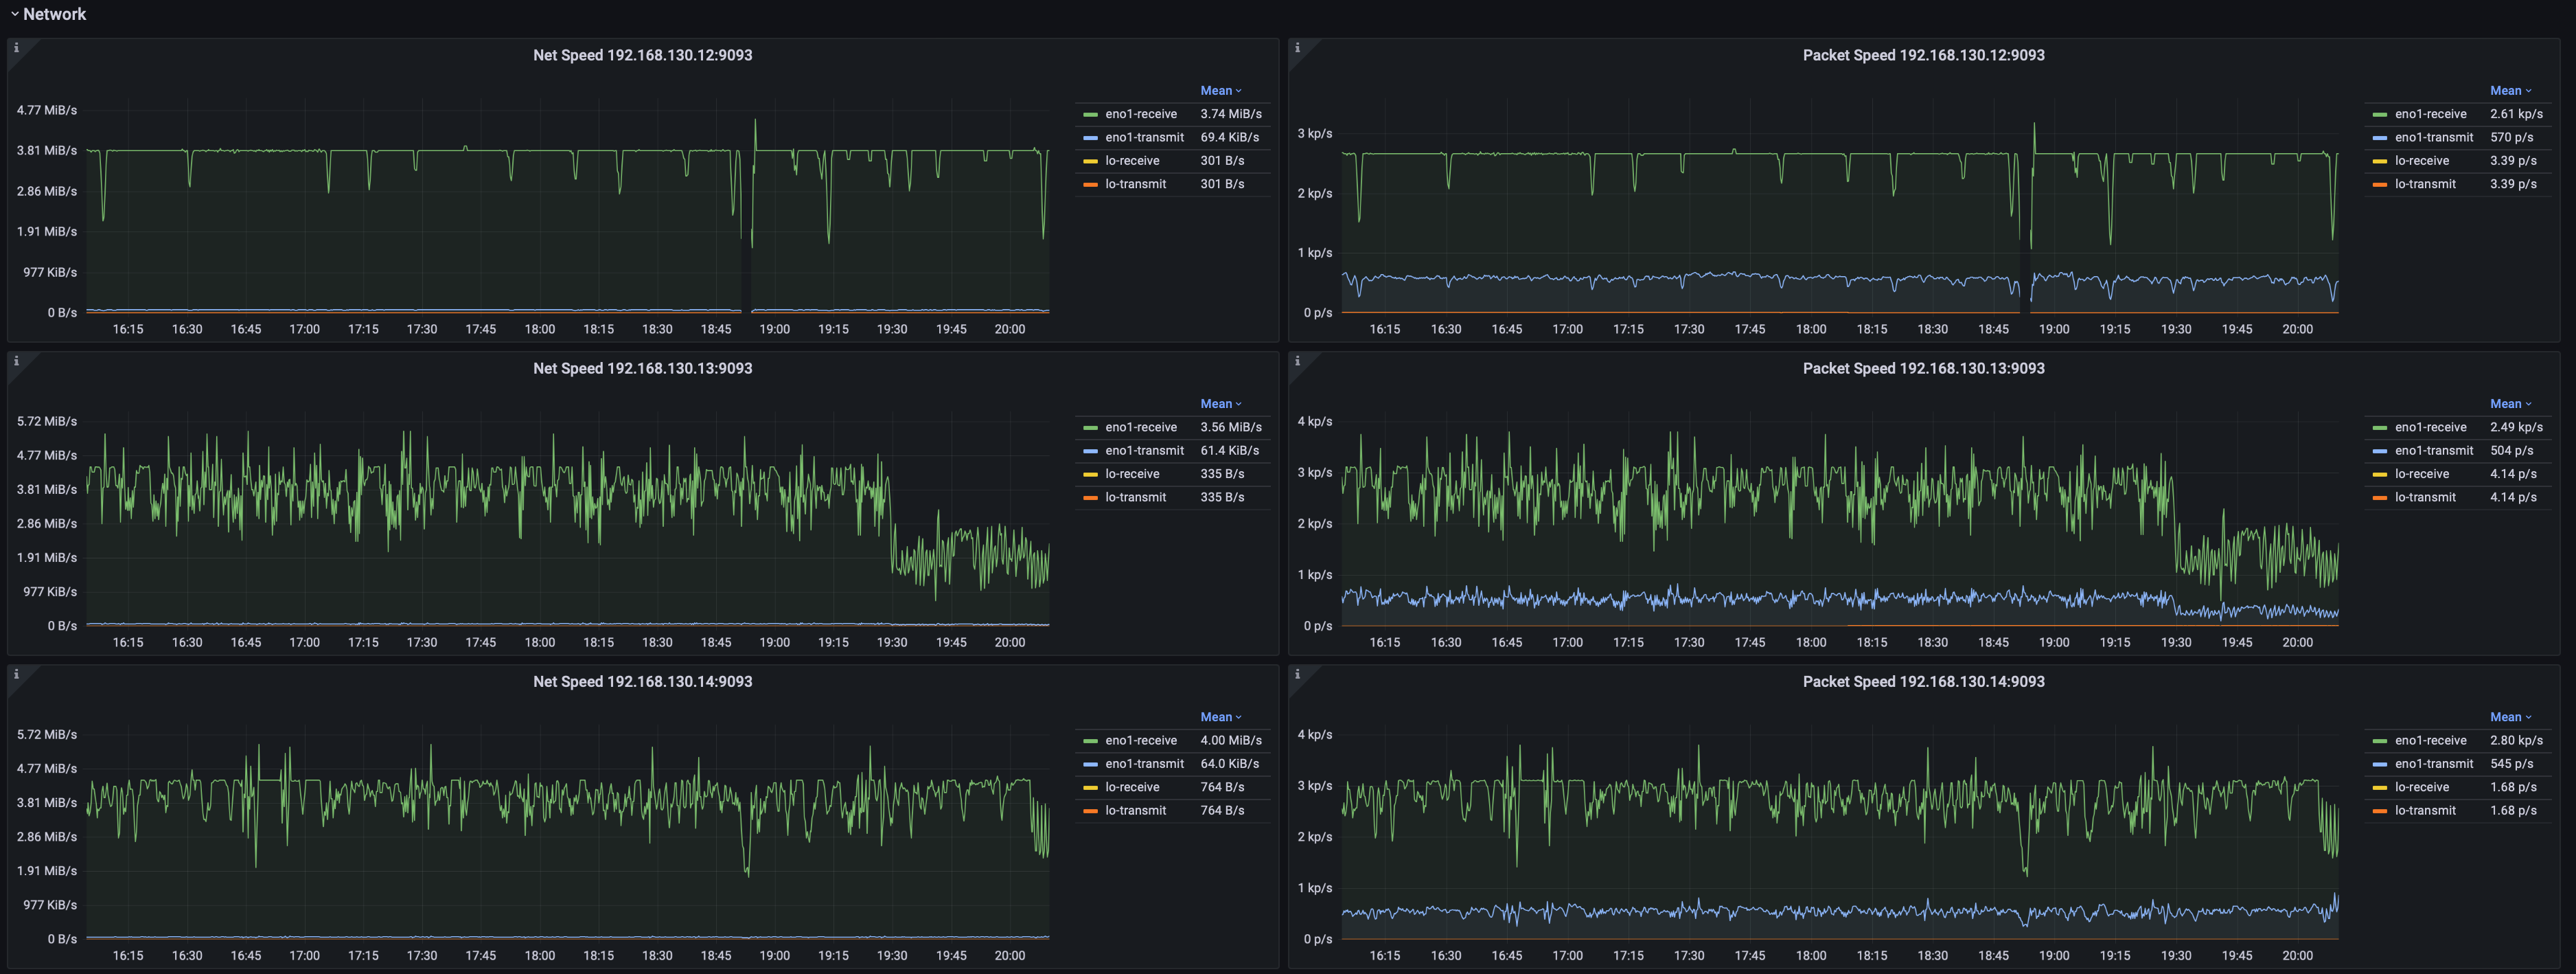 Network
Net Speed 192.168.130.12:9093
Mean
4.77 MiB/s
3.81 MiB/s
2.86 MiB/s
1.91 MiB/s
977 KiB/s
0 B/s
16:15 16:30 16:45 17:00 17:15 17:30 17:45 18:00 18:15 18:30 18:45 19:00 19:15 19:30 19:45 20:00
eno1-receive 3.74 MiB/s
eno1-transmit 69.4 KiB/s
lo-receive 301 B/s
lo-transmit 301 B/s
Packet Speed 192.168.130.12:9093
Mean
3 kp/s
2 kp/s
1 kp/s
0 p/s
16:15 16:30 16:45 17:00 17:15 17:30 17:45 18:00 18:15 18:30 18:45 19:00 19:15 19:30 19:45 20:00
eno1-receive 2.61 kp/s
eno1-transmit 570 p/s
lo-receive 3.39 p/s
lo-transmit 3.39 p/s
Net Speed 192.168.130.13:9093
Mean
5.72 MiB/s
4.77 MiB/s
3.81 MiB/s
2.86 MiB/s
1.91 MiB/s
977 KiB/s
0 B/s
16:15 16:30 16:45 17:00 17:15 17:30 17:45 18:00 18:15 18:30 18:45 19:00 19:15 19:30 19:45 20:00
eno1-receive 3.56 MiB/s
eno1-transmit 61.4 KiB/s
lo-receive 335 B/s
lo-transmit 335 B/s
Packet Speed 192.168.130.13:9093
Mean
4 kp/s
3 kp/s
2 kp/s
1 kp/s
0 p/s
16:15 16:30 16:45 17:00 17:15 17:30 17:45 18:00 18:15 18:30 18:45 19:00 19:15 19:30 19:45 20:00
eno1-receive 2.49 kp/s
eno1-transmit 504 p/s
lo-receive 4.14 p/s
lo-transmit 4.14 p/s
Net Speed 192.168.130.14:9093
Mean
5.72 MiB/s
4.77 MiB/s
3.81 MiB/s
2.86 MiB/s
1.91 MiB/s
977 KiB/s
0 B/s
16:15 16:30 16:45 17:00 17:15 17:30 17:45 18:00 18:15 18:30 18:45 19:00 19:15 19:30 19:45 20:00
eno1-receive 4.00 MiB/s
eno1-transmit 64.0 KiB/s
lo-receive 764 B/s
lo-transmit 764 B/s
Packet Speed 192.168.130.14:9093
Mean
4 kp/s
3 kp/s
2 kp/s
1 kp/s
0 p/s
16:15 16:30 16:45 17:00 17:15 17:30 17:45 18:00 18:15 18:30 18:45 19:00 19:15 19:30 19:45 20:00
eno1-receive 2.80 kp/s
eno1-transmit 545 p/s
lo-receive 1.68 p/s
lo-transmit 1.68 p/s